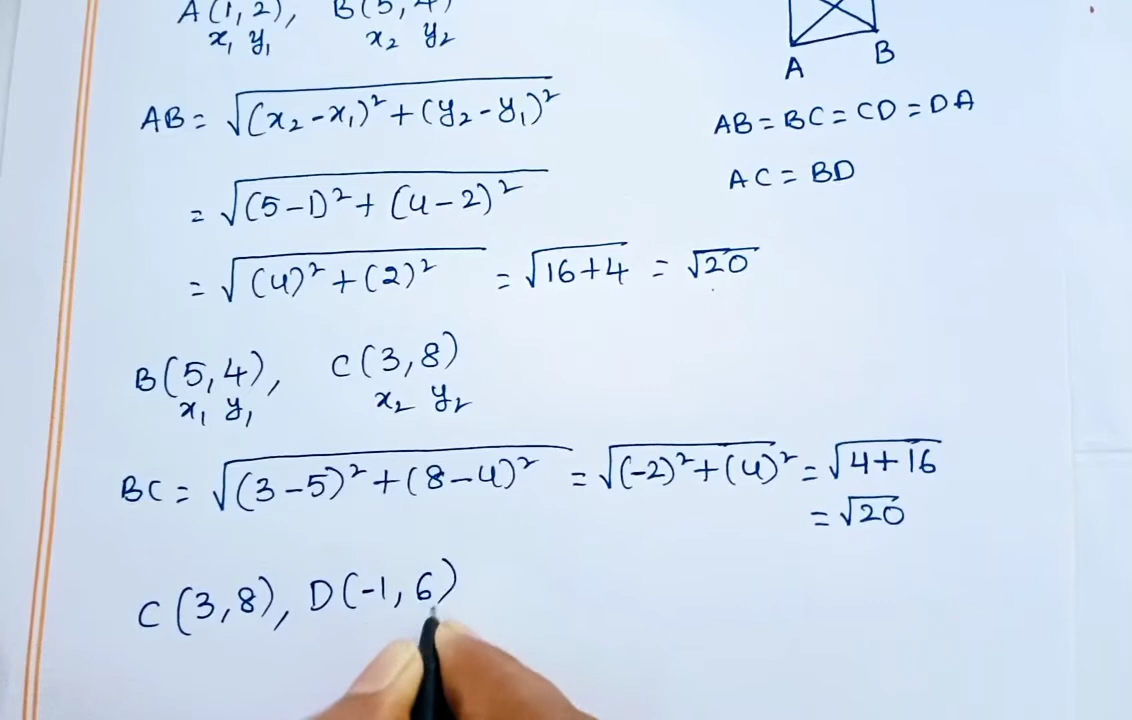 A(1,2), B(5,4)
x₁ y₁ x₂ y₂
A B
AB = √(x₂-x₁)²+(y₂-y₁)²
AB = BC = CD = DA
= √(5-1)²+(4-2)²
AC = BD
= √(4)²+(2)² = √16+4 = √20
B(5,4), C(3,8)
x₁ y₁ x₂ y₂
BC = √(3-5)²+(8-4)² = √(-2)²+(4)² = √4+16
= √20
C(3,8), D(-1,6)